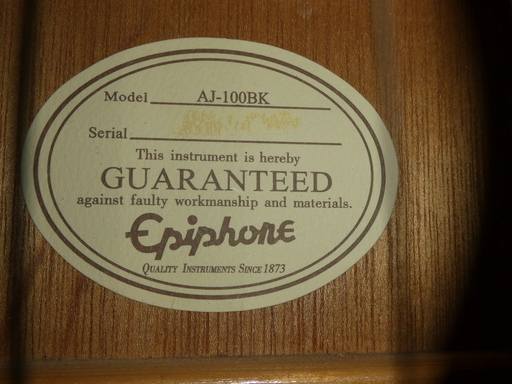 Model AJ-100BK
Serial
This instrument is hereby
GUARANTEED
against faulty workmanship and materials.
Epiphone
QUALITY INSTRUMENTS SINCE 1873